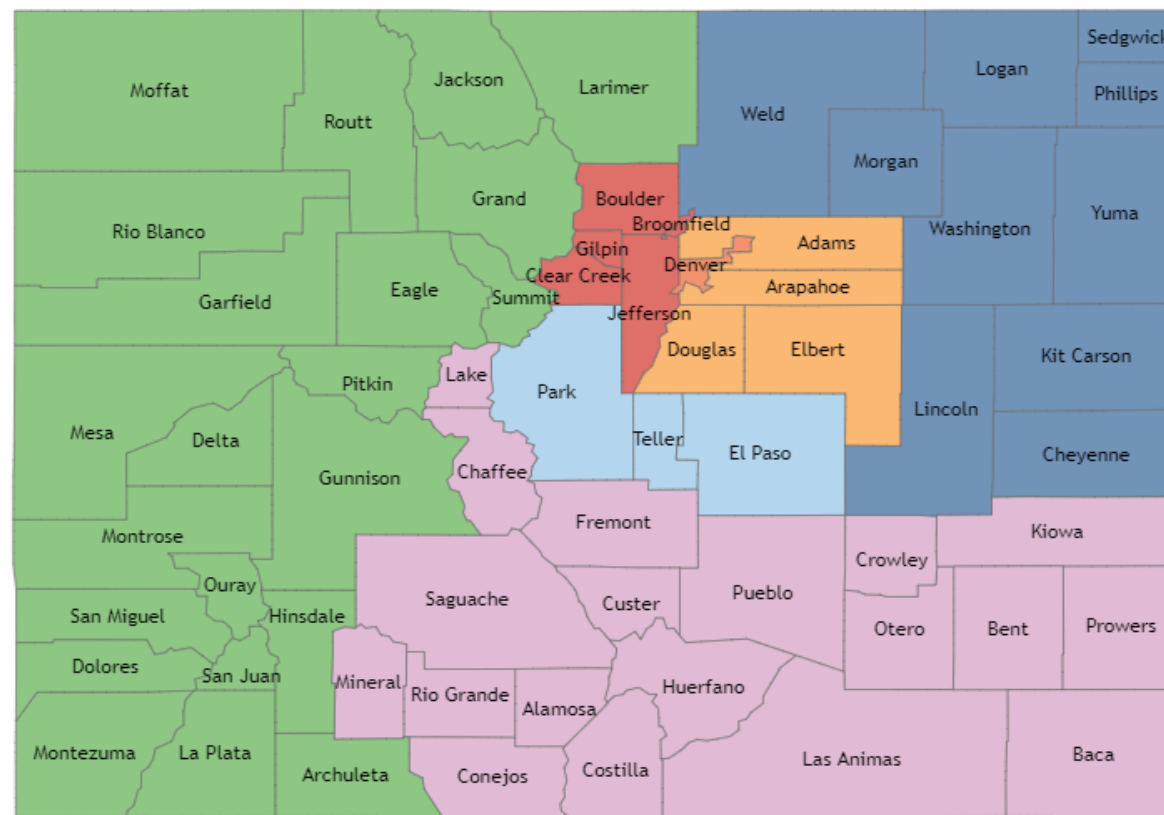 Sedgwick
Logan
Jackson
Larimer
Moffat
Phillips
Weld
Routt
Morgan
Boulder
Grand
Yuma
Broomfield
Washington
Rio Blanco
Adams
Gilpin
Denver
Clear Creek
Arapahoe
Eagle
Summit
Garfield
Jefferson
Douglas
Elbert
Kit Carson
Lake
Pitkin
Park
Lincoln
Mesa
Delta
Teller
El Paso
Cheyenne
Chaffee
Gunnison
Fremont
Kiowa
Montrose
Crowley
Ouray
Pueblo
Saguache
Custer
San Miguel
Hinsdale
Otero
Bent
Prowers
Dolores
San Juan
Mineral
Huerfano
Rio Grande
Alamosa
Montezuma
La Plata
Baca
Las Animas
Costilla
Archuleta
Conejos